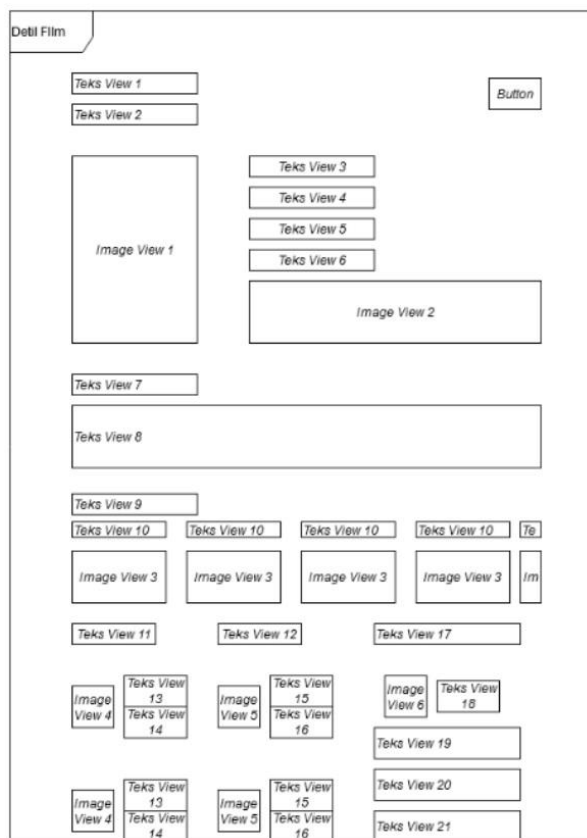 Detil FIlm
Teks View 1
Button
Teks View 2
Teks View 3
Teks View 4
Image View 1
Teks View 5
Teks View 6
Image View 2
Teks View 7
Teks View 8
Teks View 9
Teks View 10 Teks View 10 Teks View 10 Teks View 10 Te
Image View 3 Image View 3 Image View 3 Image View 3 Im
Teks View 11 Teks View 12 Teks View 17
Image View 4
Teks View 13
Teks View 14
Image View 5
Teks View 15
Teks View 16
Image View 6
Teks View 18
Teks View 19
Teks View 20
Image View 4
Teks View 13
Teks View 14
Image View 5
Teks View 15
Teks View 16
Teks View 21